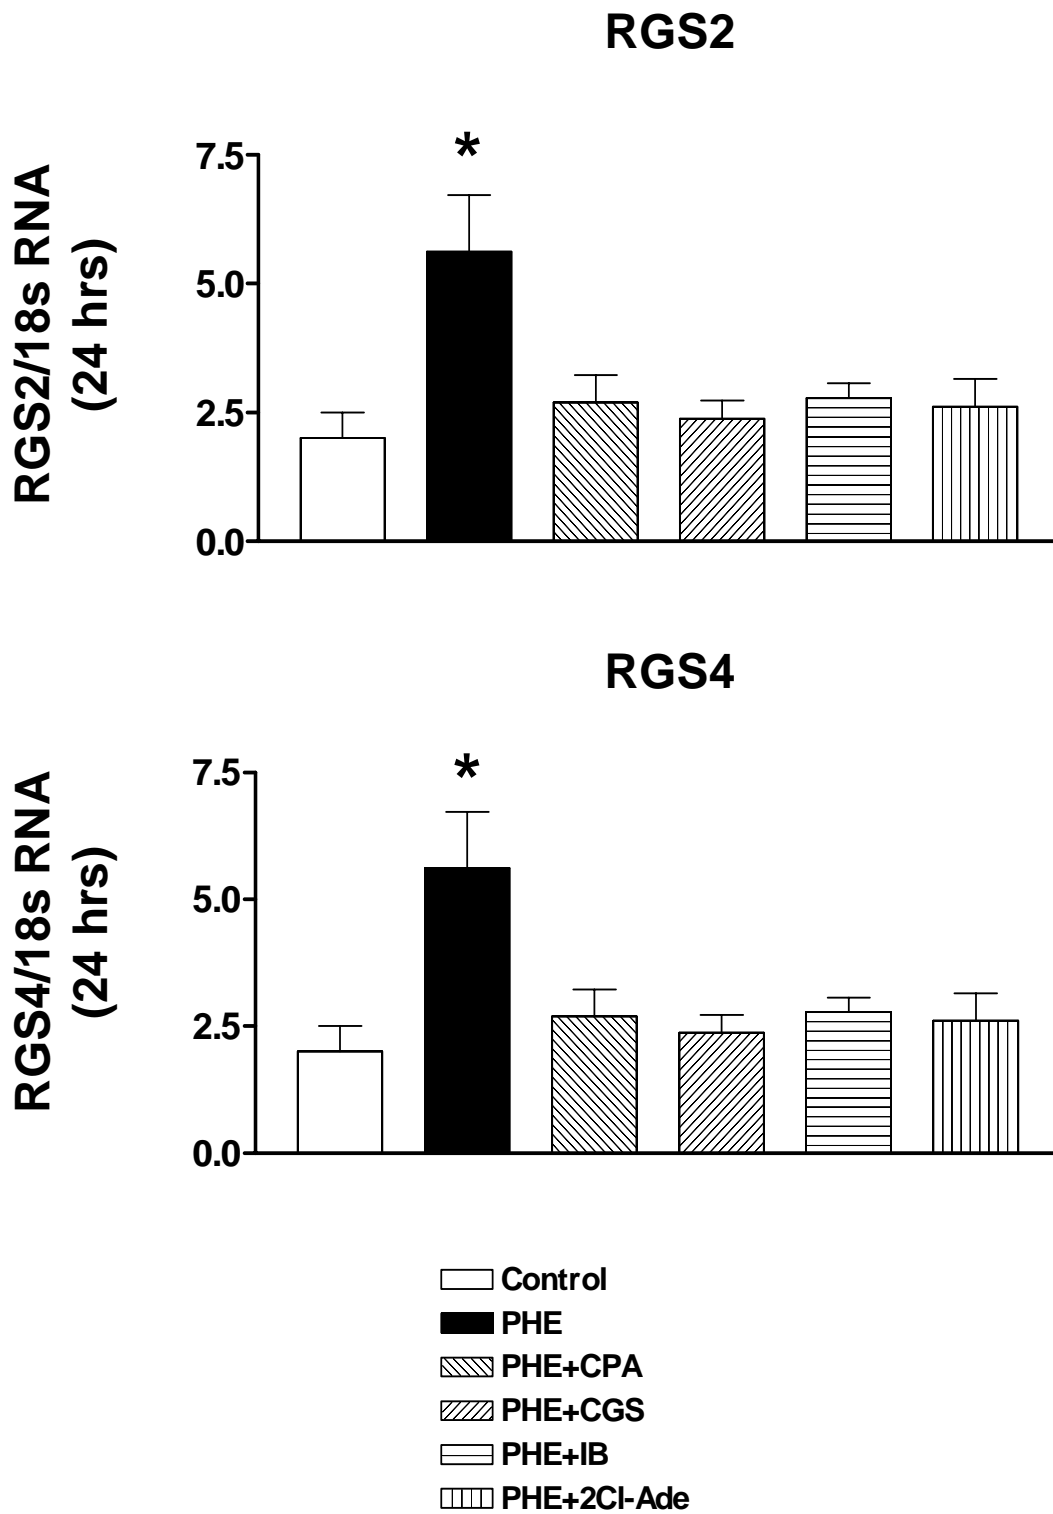 RGS2
*
7.5
5.0
2.5
0.0
RGS2/18s RNA
(24 hrs)
RGS4
*
7.5
5.0
2.5
0.0
RGS4/18s RNA
(24 hrs)
Control
PHE
PHE+CPA
PHE+CGS
PHE+IB
PHE+2Cl-Ade